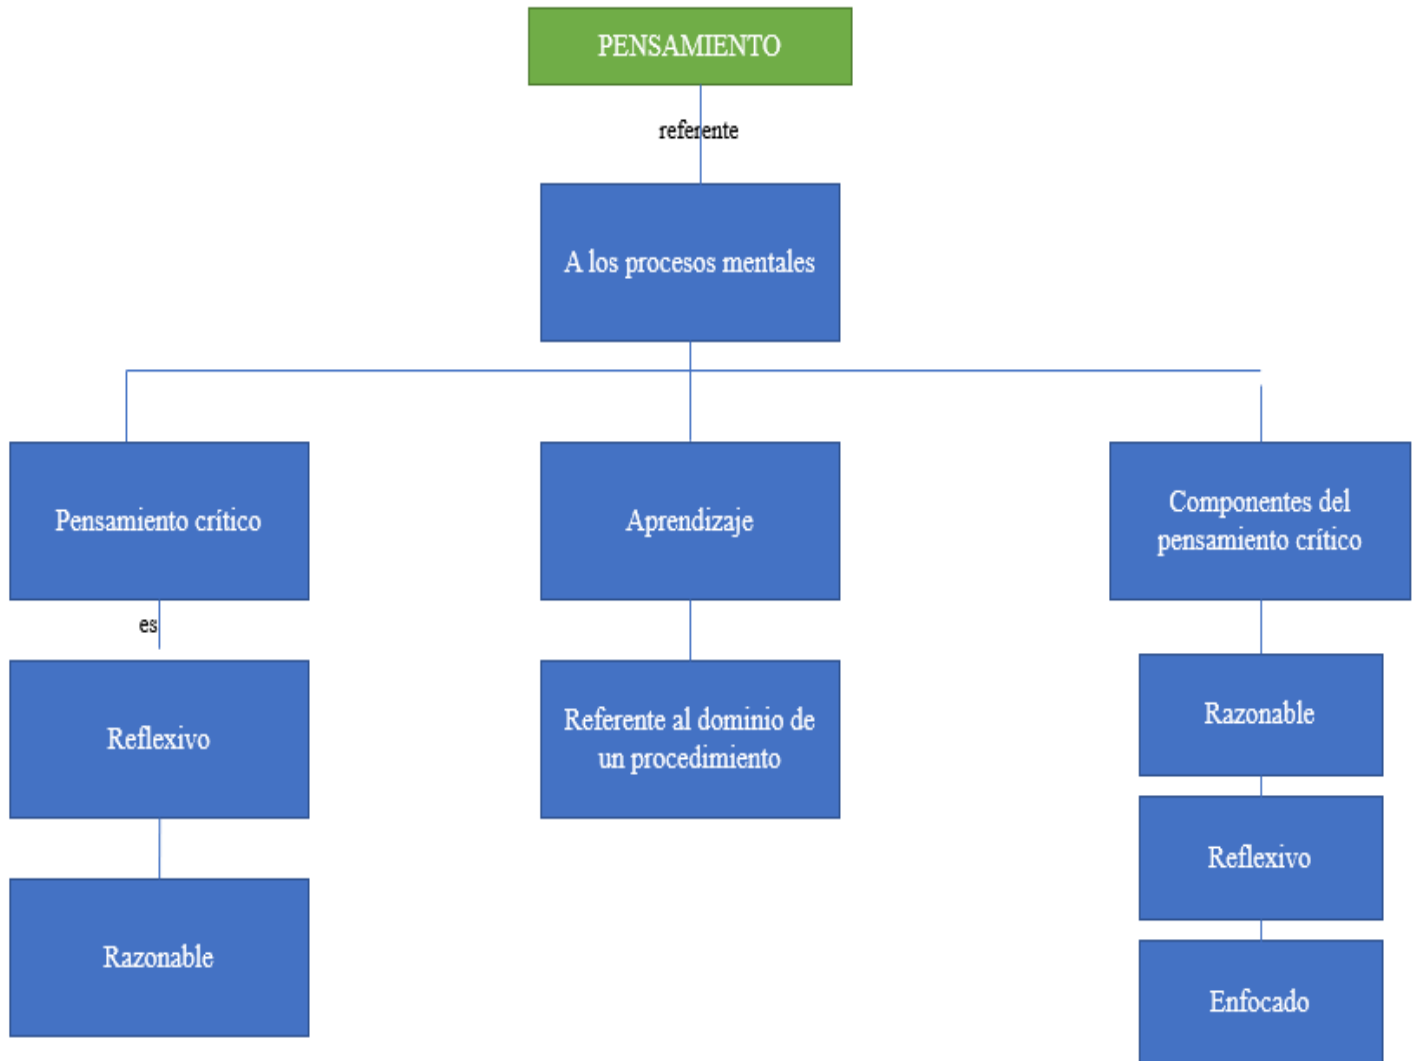 PENSAMIENTO
referente
A los procesos mentales
Pensamiento crítico
Aprendizaje
Componentes del
pensamiento crítico
es
Reflexivo
Referente al dominio de
un procedimiento
Razonable
Reflexivo
Razonable
Enfocado